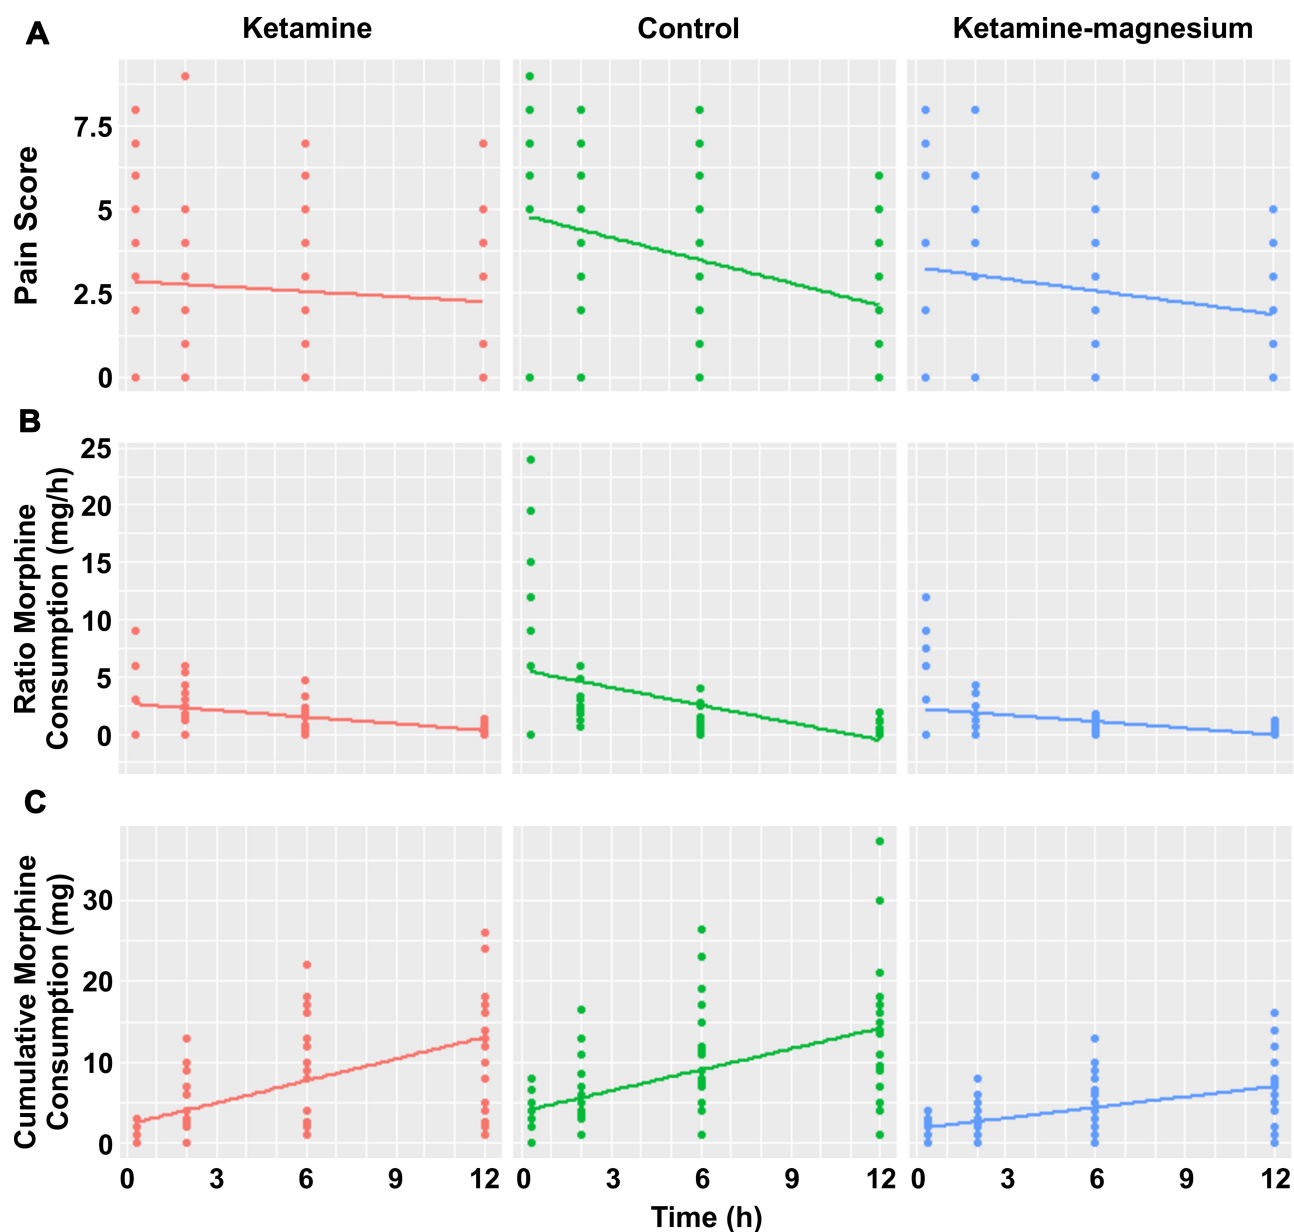 A
Ketamine
Control
Ketamine-magnesium
Pain Score
7.5
5
2.5
0
B
Ratio Morphine
Consumption (mg/h)
25
20
15
10
5
0
C
Cumulative Morphine
Consumption (mg)
30
20
10
0
0 3 6 9 12 0 3 6 9 12 0 3 6 9 12
Time (h)